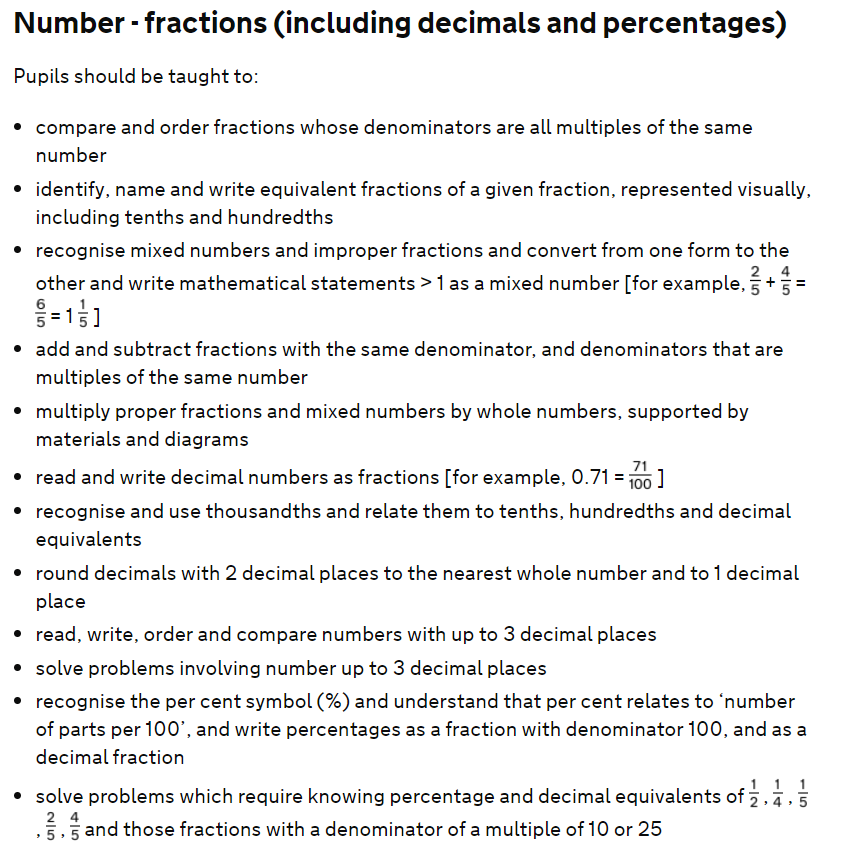 Number - fractions (including decimals and percentages)
Pupils should be taught to:
• compare and order fractions whose denominators are all multiples of the same
number
• identify, name and write equivalent fractions of a given fraction, represented visually,
including tenths and hundredths
• recognise mixed numbers and improper fractions and convert from one form to the
other and write mathematical statements > 1 as a mixed number [for example, 2/5 + 4/5 =
6/5 = 1 1/5 ]
• add and subtract fractions with the same denominator, and denominators that are
multiples of the same number
• multiply proper fractions and mixed numbers by whole numbers, supported by
materials and diagrams
• read and write decimal numbers as fractions [for example, 0.71 = 71/100 ]
• recognise and use thousandths and relate them to tenths, hundredths and decimal
equivalents
• round decimals with 2 decimal places to the nearest whole number and to 1 decimal
place
• read, write, order and compare numbers with up to 3 decimal places
• solve problems involving number up to 3 decimal places
• recognise the per cent symbol (%) and understand that per cent relates to ‘number
of parts per 100’, and write percentages as a fraction with denominator 100, and as a
decimal fraction
• solve problems which require knowing percentage and decimal equivalents of 1/2 , 1/4 , 1/5
, 2/5 , 4/5 and those fractions with a denominator of a multiple of 10 or 25